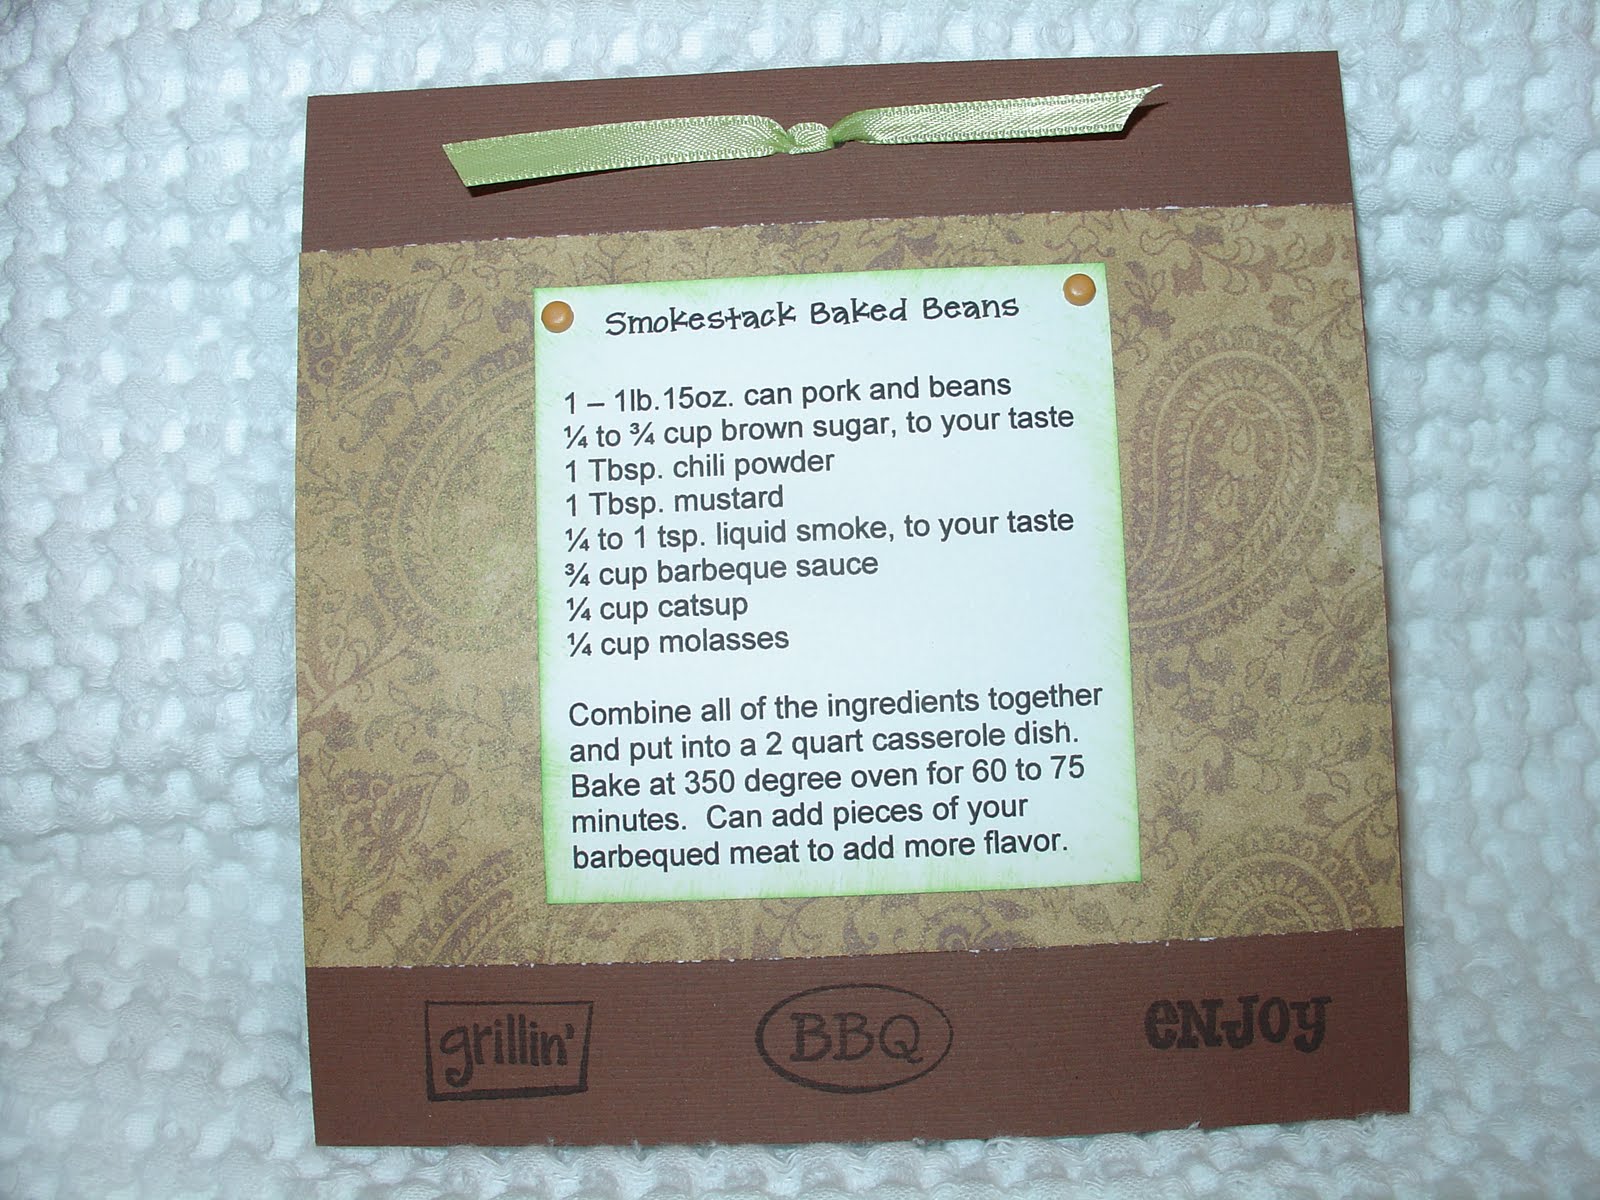 Smokestack Baked Beans
1 – 1lb.15oz. can pork and beans
¼ to ¾ cup brown sugar, to your taste
1 Tbsp. chili powder
1 Tbsp. mustard
¼ to 1 tsp. liquid smoke, to your taste
¾ cup barbeque sauce
¼ cup catsup
¼ cup molasses
Combine all of the ingredients together
and put into a 2 quart casserole dish.
Bake at 350 degree oven for 60 to 75
minutes.  Can add pieces of your
barbequed meat to add more flavor.
grillin' BBQ enjoy